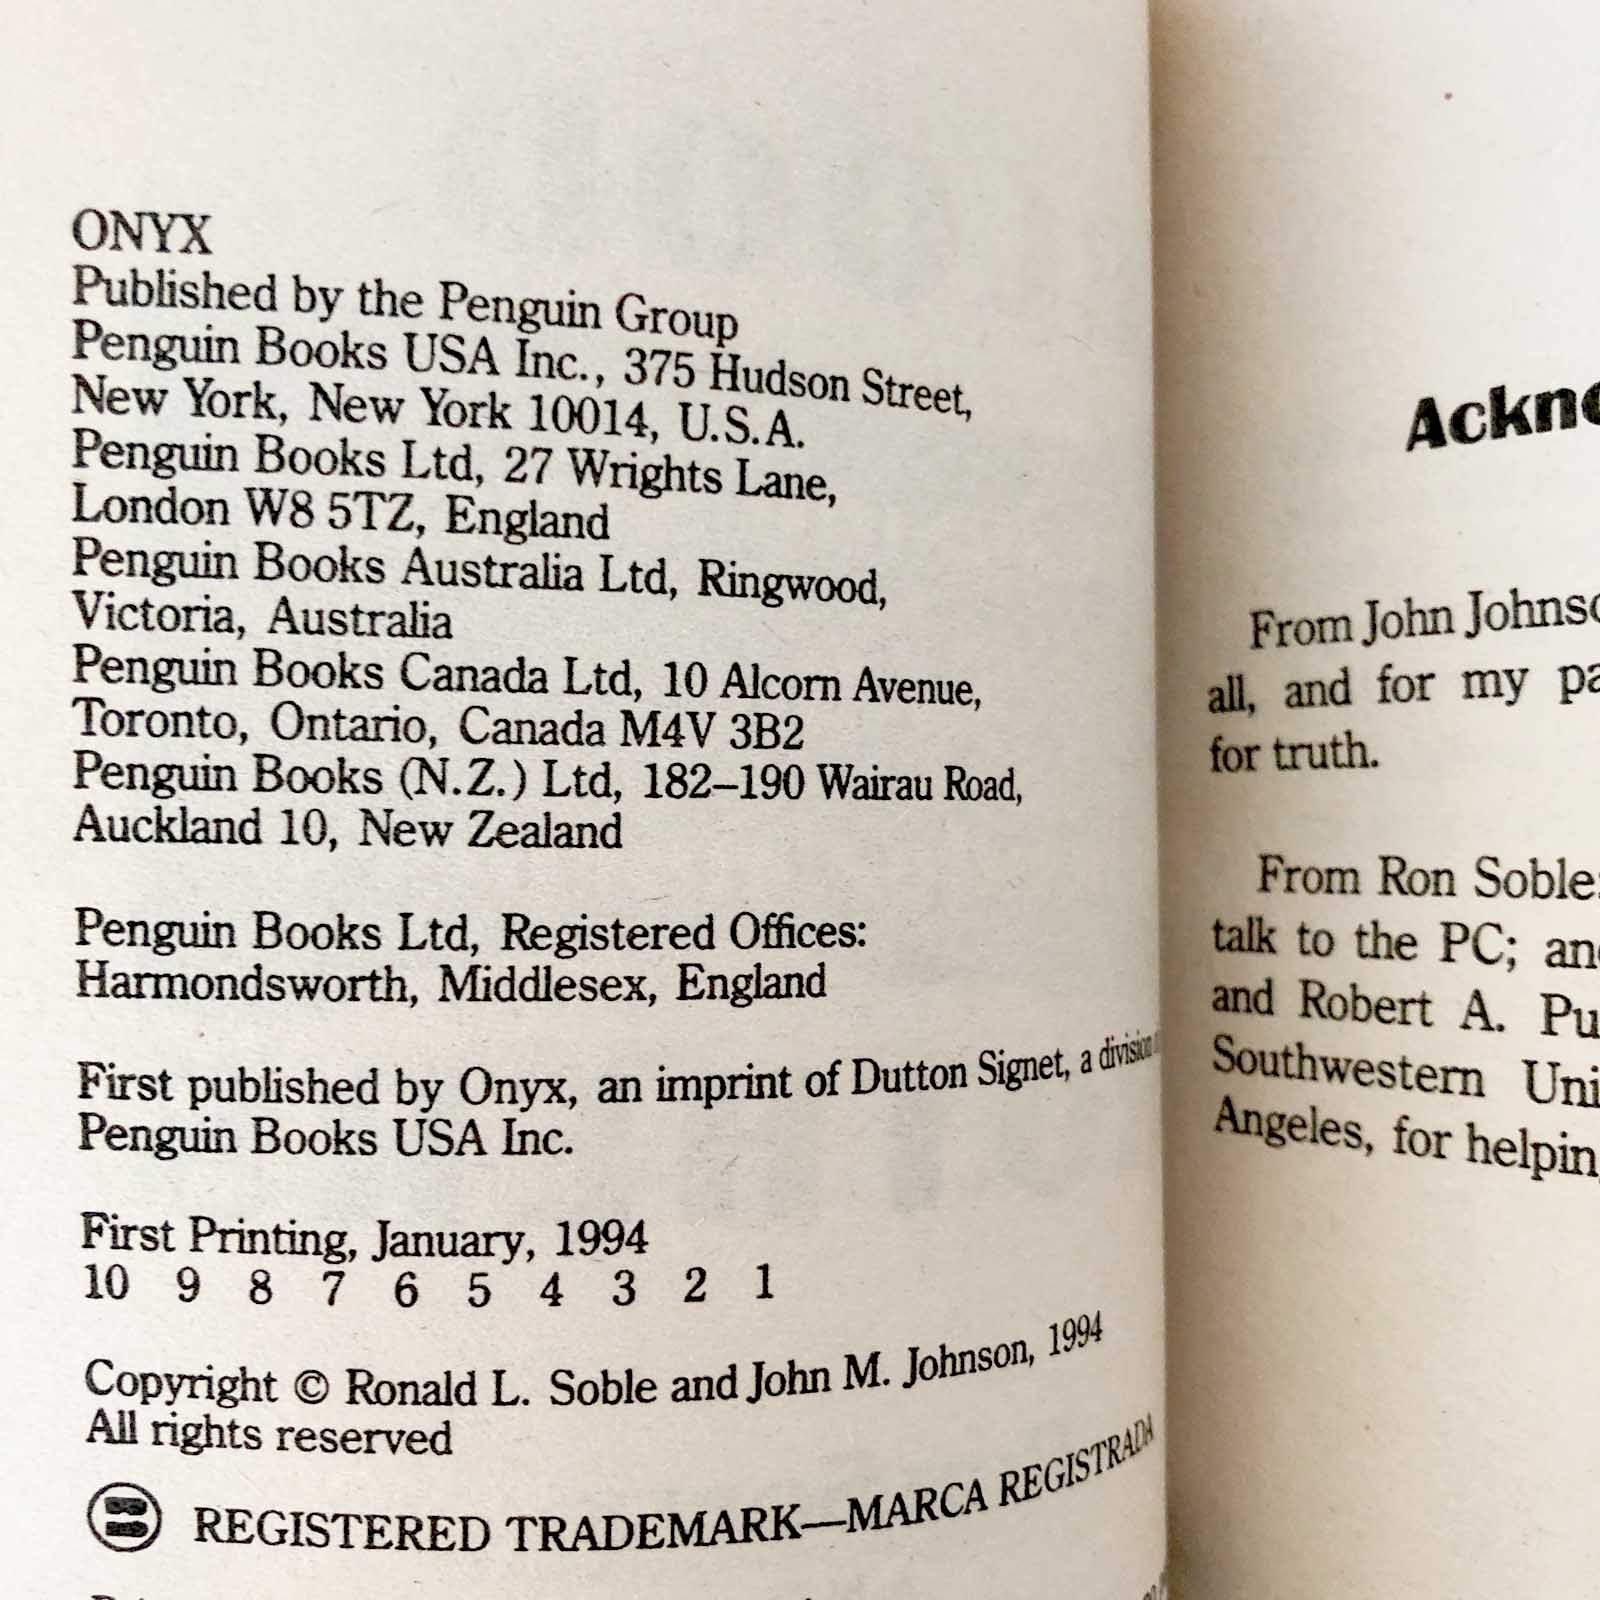 ONYX
Published by the Penguin Group
Penguin Books USA Inc., 375 Hudson Street,
New York, New York 10014, U.S.A.
Penguin Books Ltd, 27 Wrights Lane,
London W8 5TZ, England
Penguin Books Australia Ltd, Ringwood,
Victoria, Australia
Penguin Books Canada Ltd, 10 Alcorn Avenue,
Toronto, Ontario, Canada M4V 3B2
Penguin Books (N.Z.) Ltd, 182–190 Wairau Road,
Auckland 10, New Zealand
Penguin Books Ltd, Registered Offices:
Harmondsworth, Middlesex, England
First published by Onyx, an imprint of Dutton Signet, a division
Penguin Books USA Inc.
First Printing, January, 1994
10 9 8 7 6 5 4 3 2 1
Copyright © Ronald L. Soble and John M. Johnson, 1994
All rights reserved
REGISTERED TRADEMARK—MARCA REGISTRADA
Ackno
From John Johnso
all, and for my pa
for truth.
From Ron Soble:
talk to the PC; and
and Robert A. Pu
Southwestern Uni
Angeles, for helping